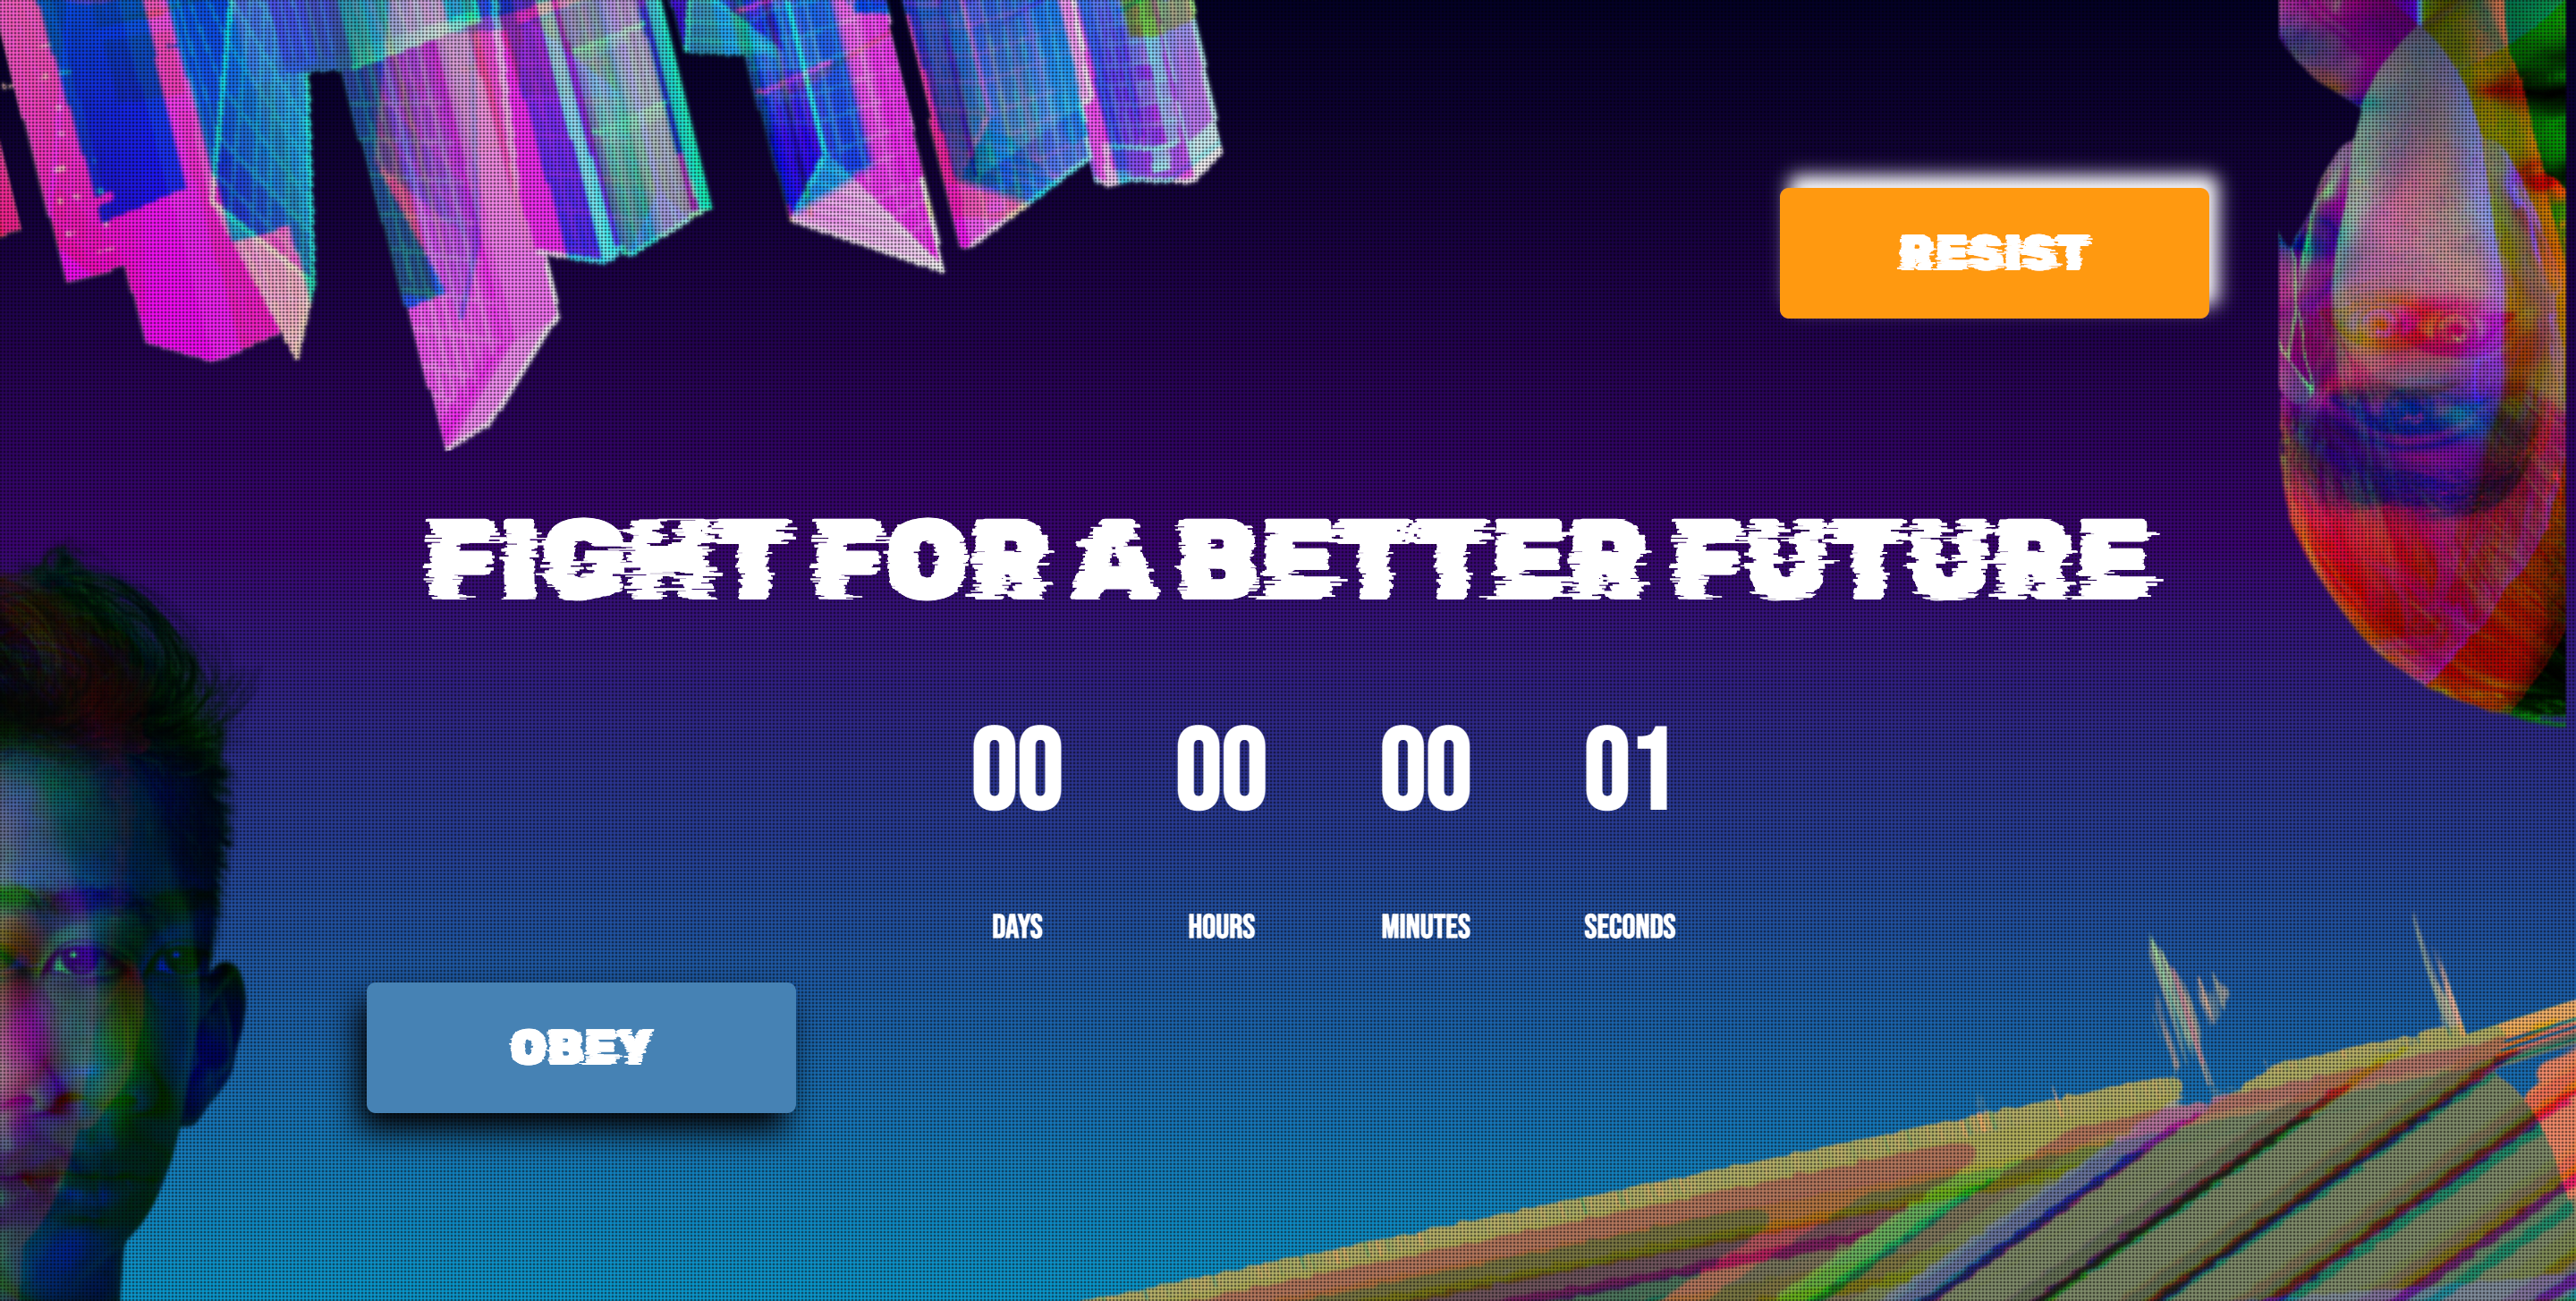 RESIST
FIGHT FOR A BETTER FUTURE
00 00 00 01
DAYS HOURS MINUTES SECONDS
OBEY